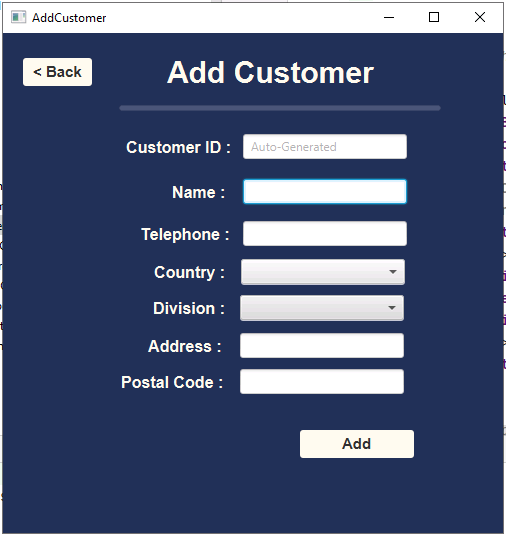 AddCustomer
< Back
Add Customer
Customer ID : Auto-Generated
Name :
Telephone :
Country :
Division :
Address :
Postal Code :
Add